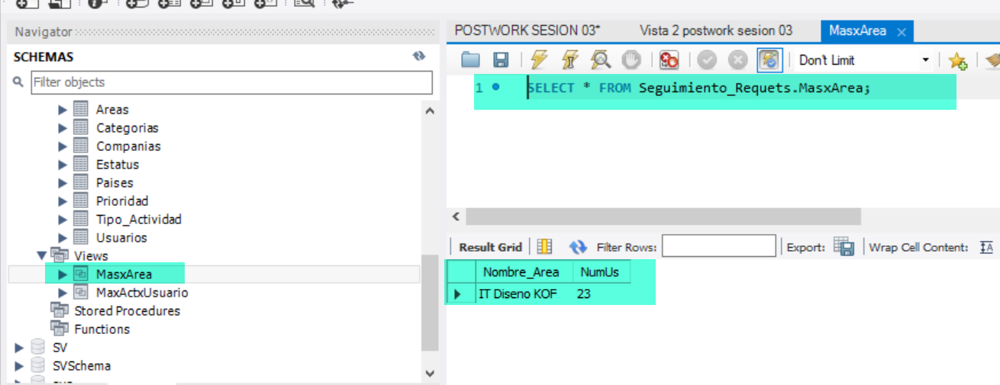 Navigator
SCHEMAS
Filter objects
Areas
Categorias
Companias
Estatus
Paises
Prioridad
Tipo_Actividad
Usuarios
Views
MasxArea
MaxActxUsuario
Stored Procedures
Functions
SV
SVSchema
POSTWORK SESION 03* Vista 2 postwork sesion 03 MasxArea
Don't Limit
1 SELECT * FROM Seguimiento_Requets.MasxArea;
Result Grid Filter Rows: Export: Wrap Cell Content:
Nombre_Area NumUs
IT Diseno KOF 23